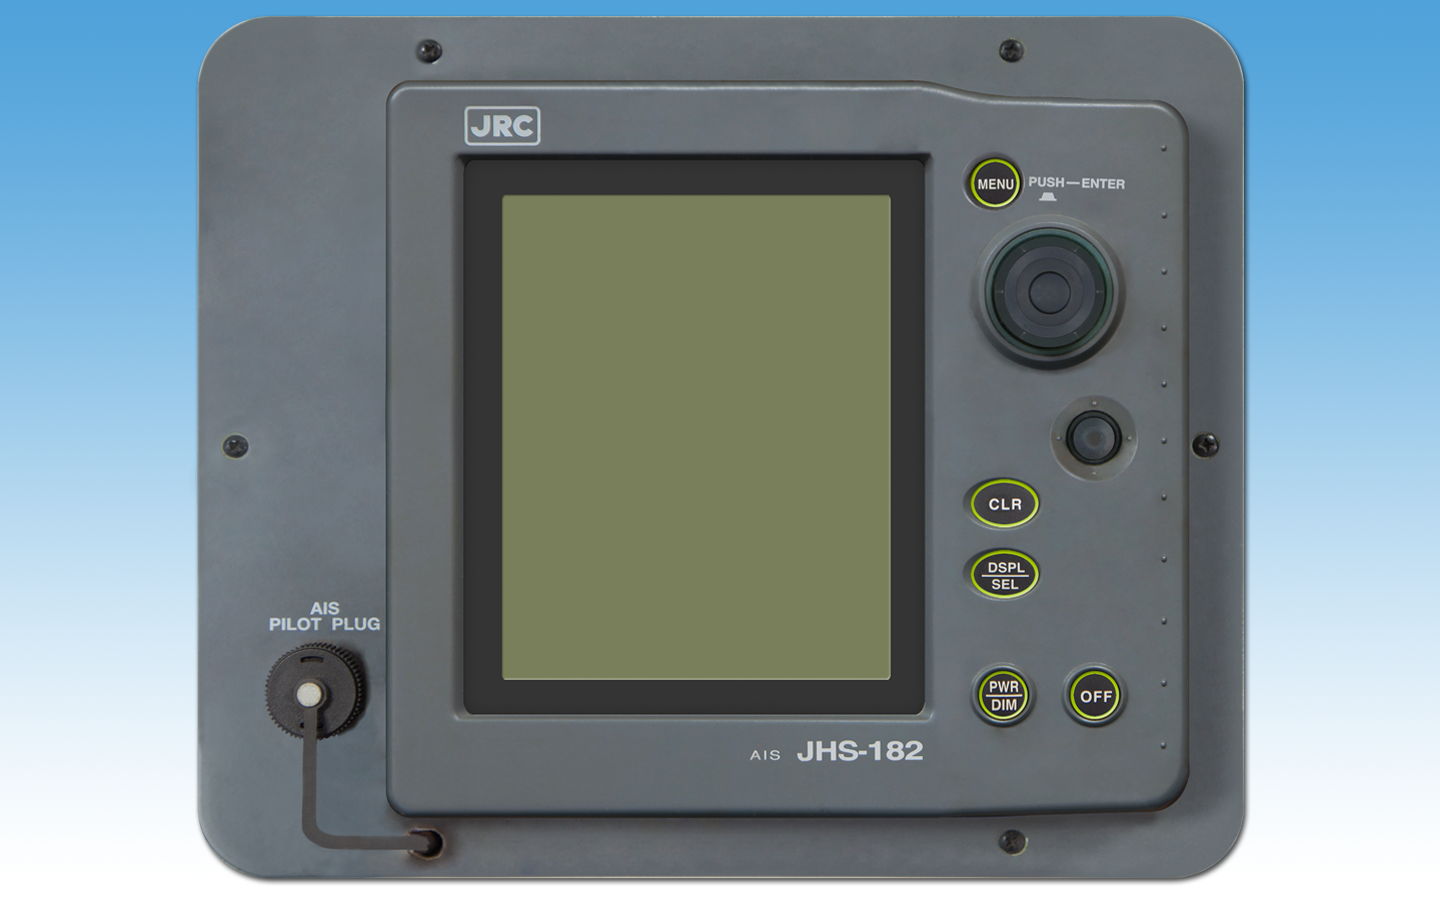 JRC
MENU
PUSH—ENTER
CLR
DSPL
SEL
AIS
PILOT PLUG
PWR
DIM
OFF
AIS JHS-182